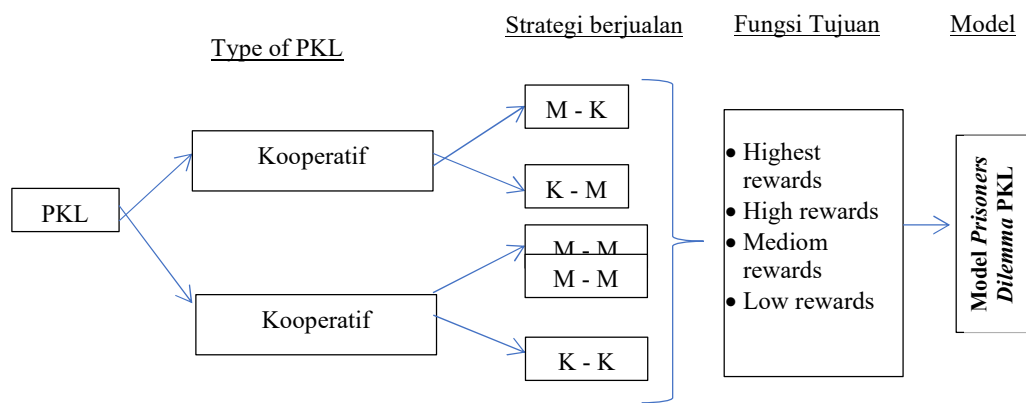 Type of PKL
Strategi berjualan
Fungsi Tujuan
Model
PKL
Kooperatif
Kooperatif
M - K
K - M
M - M
M - M
K - K
• Highest
rewards
• High rewards
• Mediom
rewards
• Low rewards
Model Prisoners
Dilemma PKL